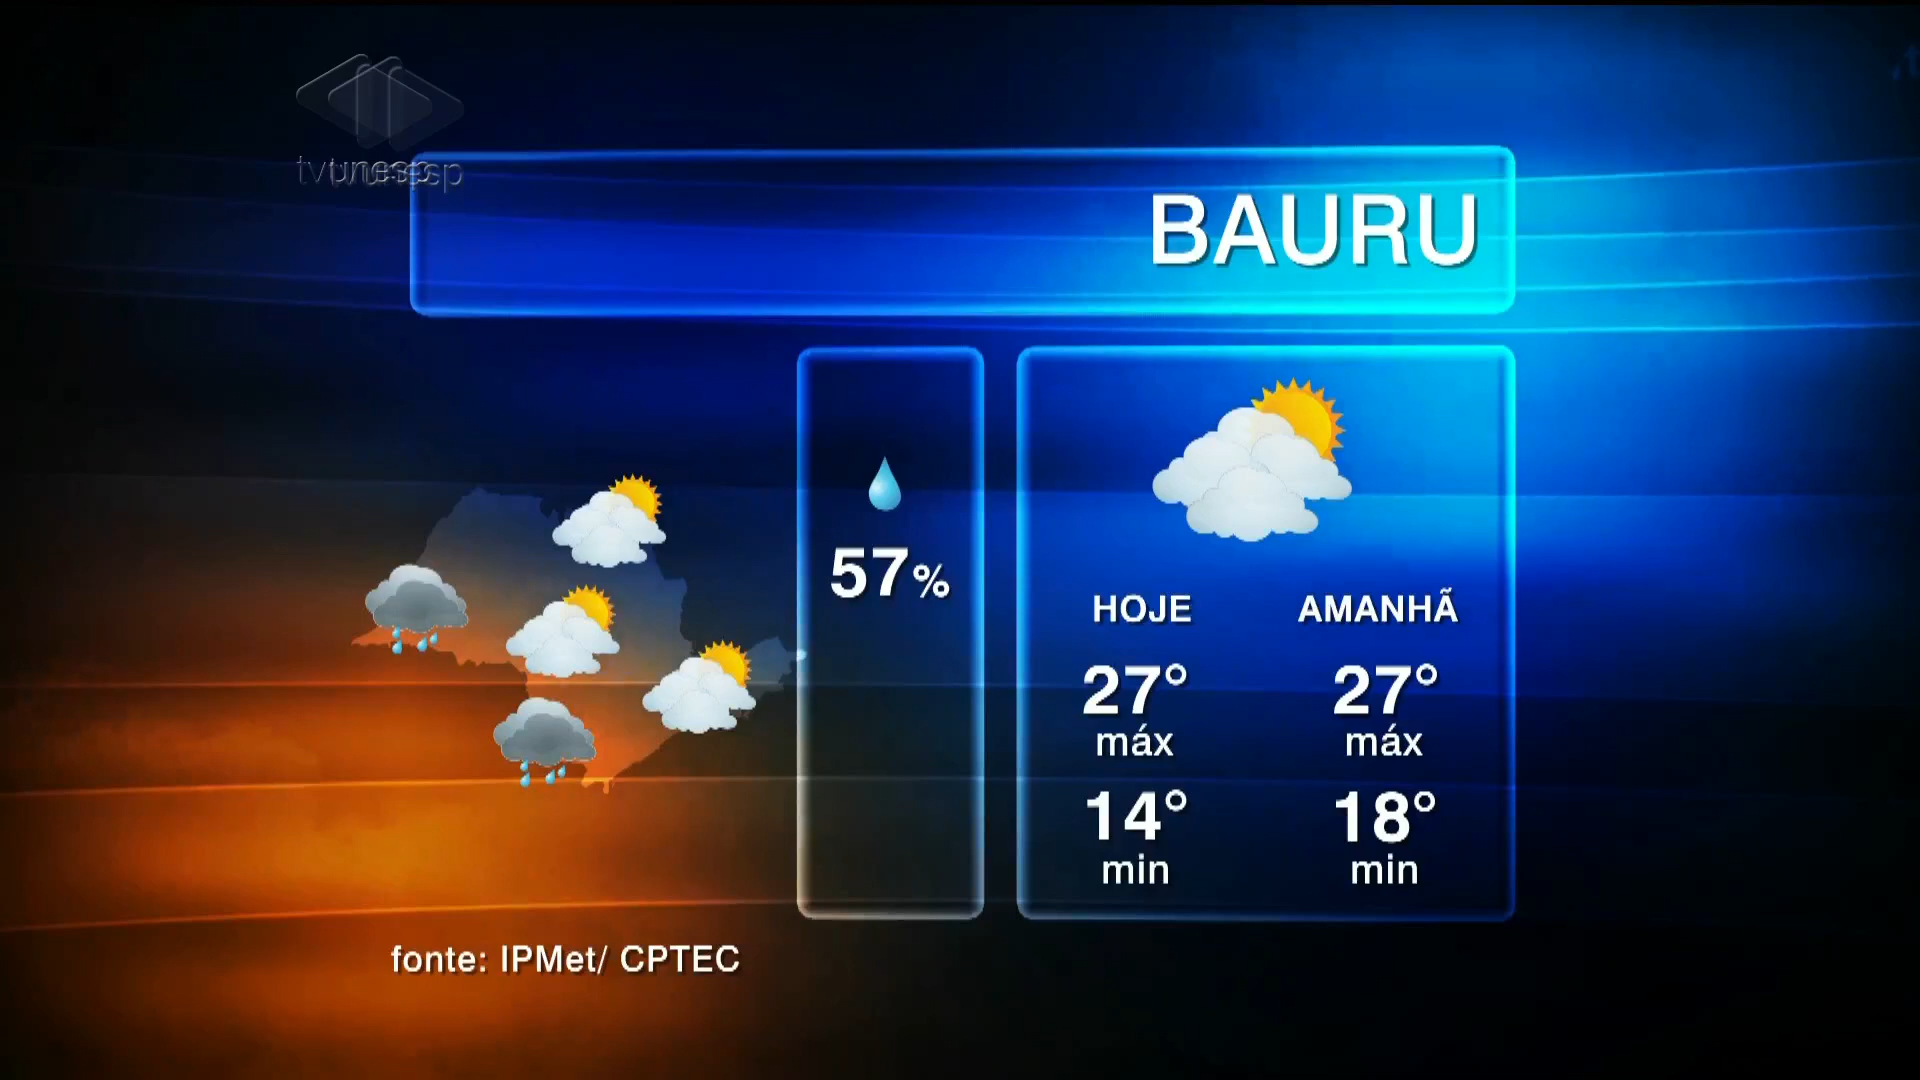 tvunesp
BAURU
57%
HOJE AMANHÃ
27° 27°
máx máx
14° 18°
min min
fonte: IPMet/ CPTEC